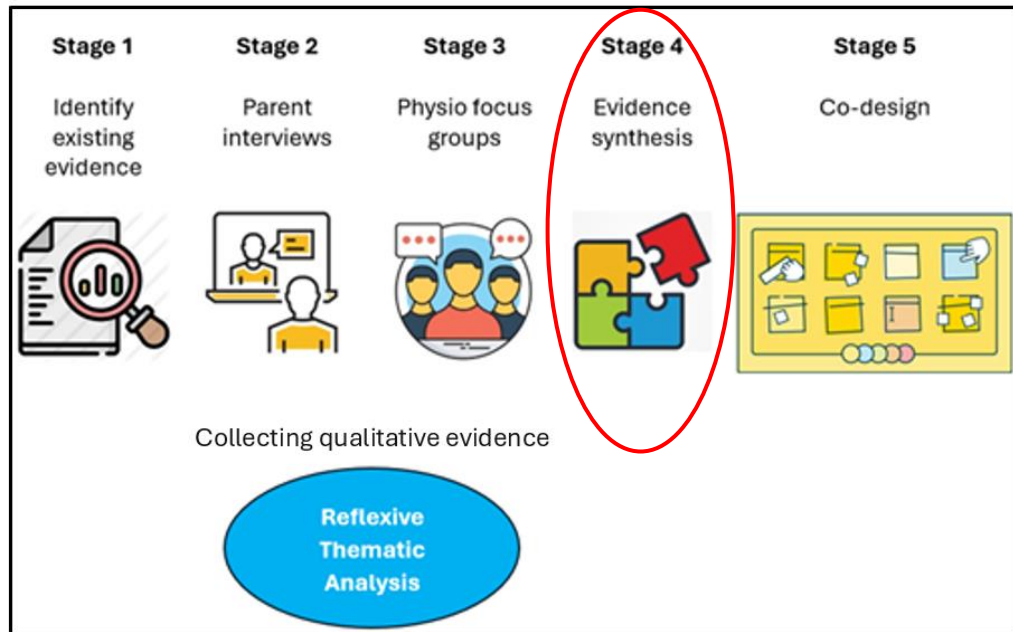 Stage 1
Stage 2
Stage 3
Stage 4
Stage 5
Identify
existing
evidence
Parent
interviews
Physio focus
groups
Evidence
synthesis
Co-design
Collecting qualitative evidence
Reflexive
Thematic
Analysis